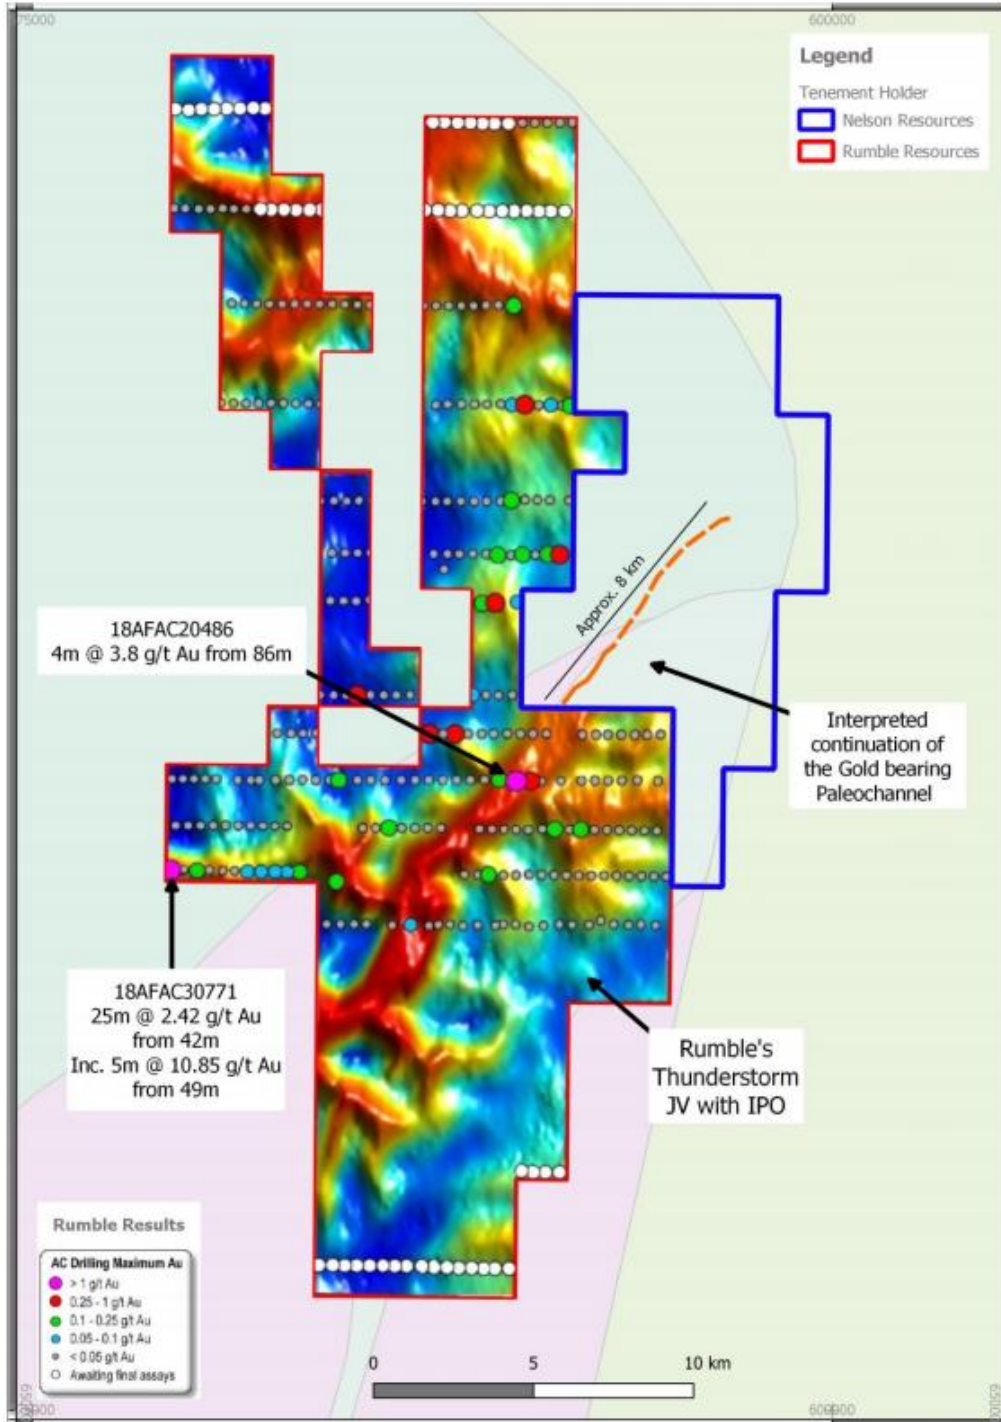 75000
600000
Legend
Tenement Holder
Nelson Resources
Rumble Resources
Approx. 8 km
18AFAC20486
4m @ 3.8 g/t Au from 86m
Interpreted
continuation of
the Gold bearing
Paleochannel
18AFAC30771
25m @ 2.42 g/t Au
from 42m
Inc. 5m @ 10.85 g/t Au
from 49m
Rumble's
Thunderstorm
JV with IPO
Rumble Results
AC Drilling Maximum Au
> 1 g/t Au
0.25 - 1 g/t Au
0.1 - 0.25 g/t Au
0.05 - 0.1 g/t Au
< 0.05 g/t Au
Awaiting final assays
0
5
10 km